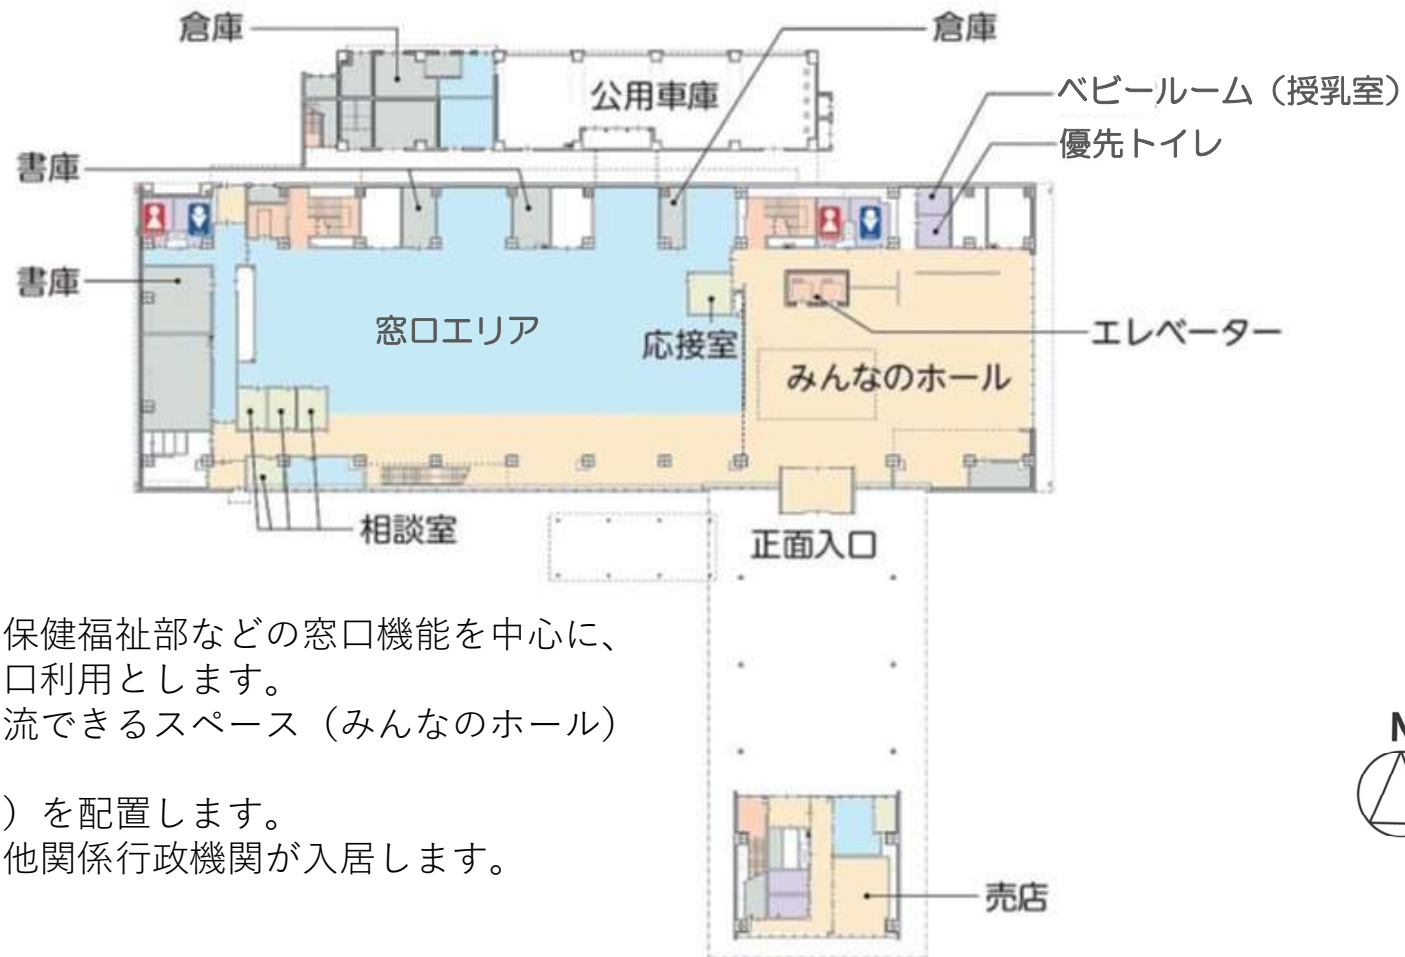 倉庫
倉庫
公用車庫
ベビールーム（授乳室）
優先トイレ
書庫
書庫
窓口エリア
応接室
エレベーター
みんなのホール
相談室
正面入口
保健福祉部などの窓口機能を中心に、
口利用とします。
流できるスペース（みんなのホール）
）を配置します。
他関係行政機関が入居します。
売店